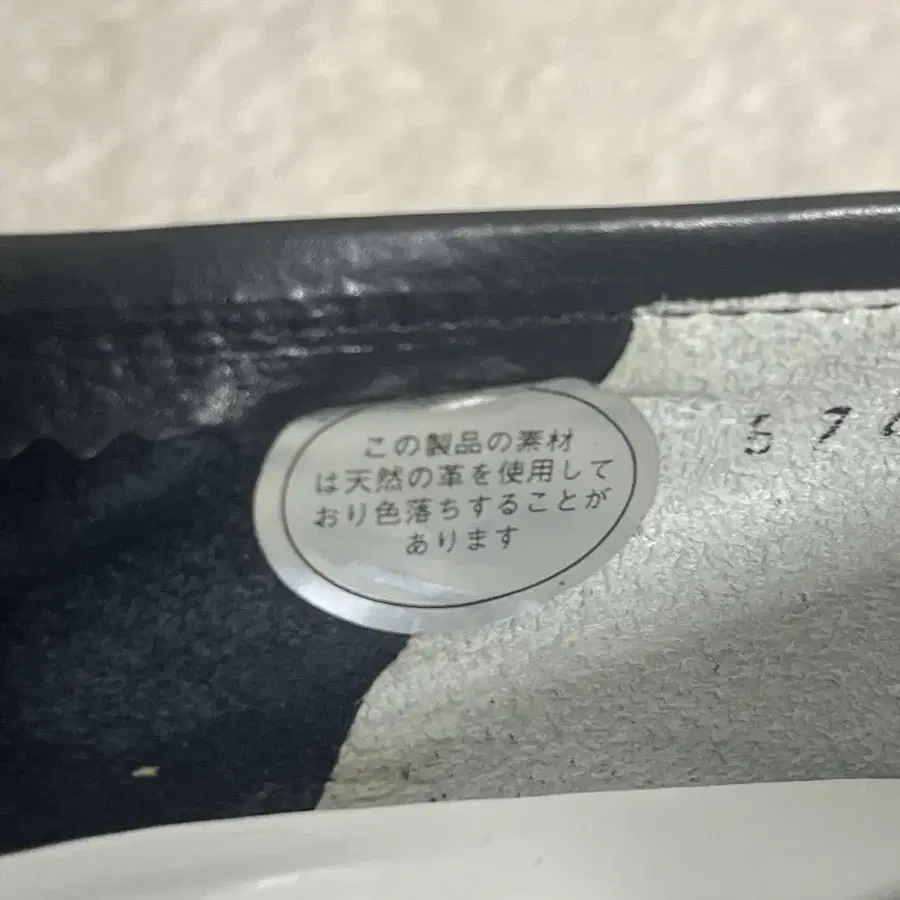 この製品の素材
は天然の革を使用して
おり色落ちすることが
あります
57